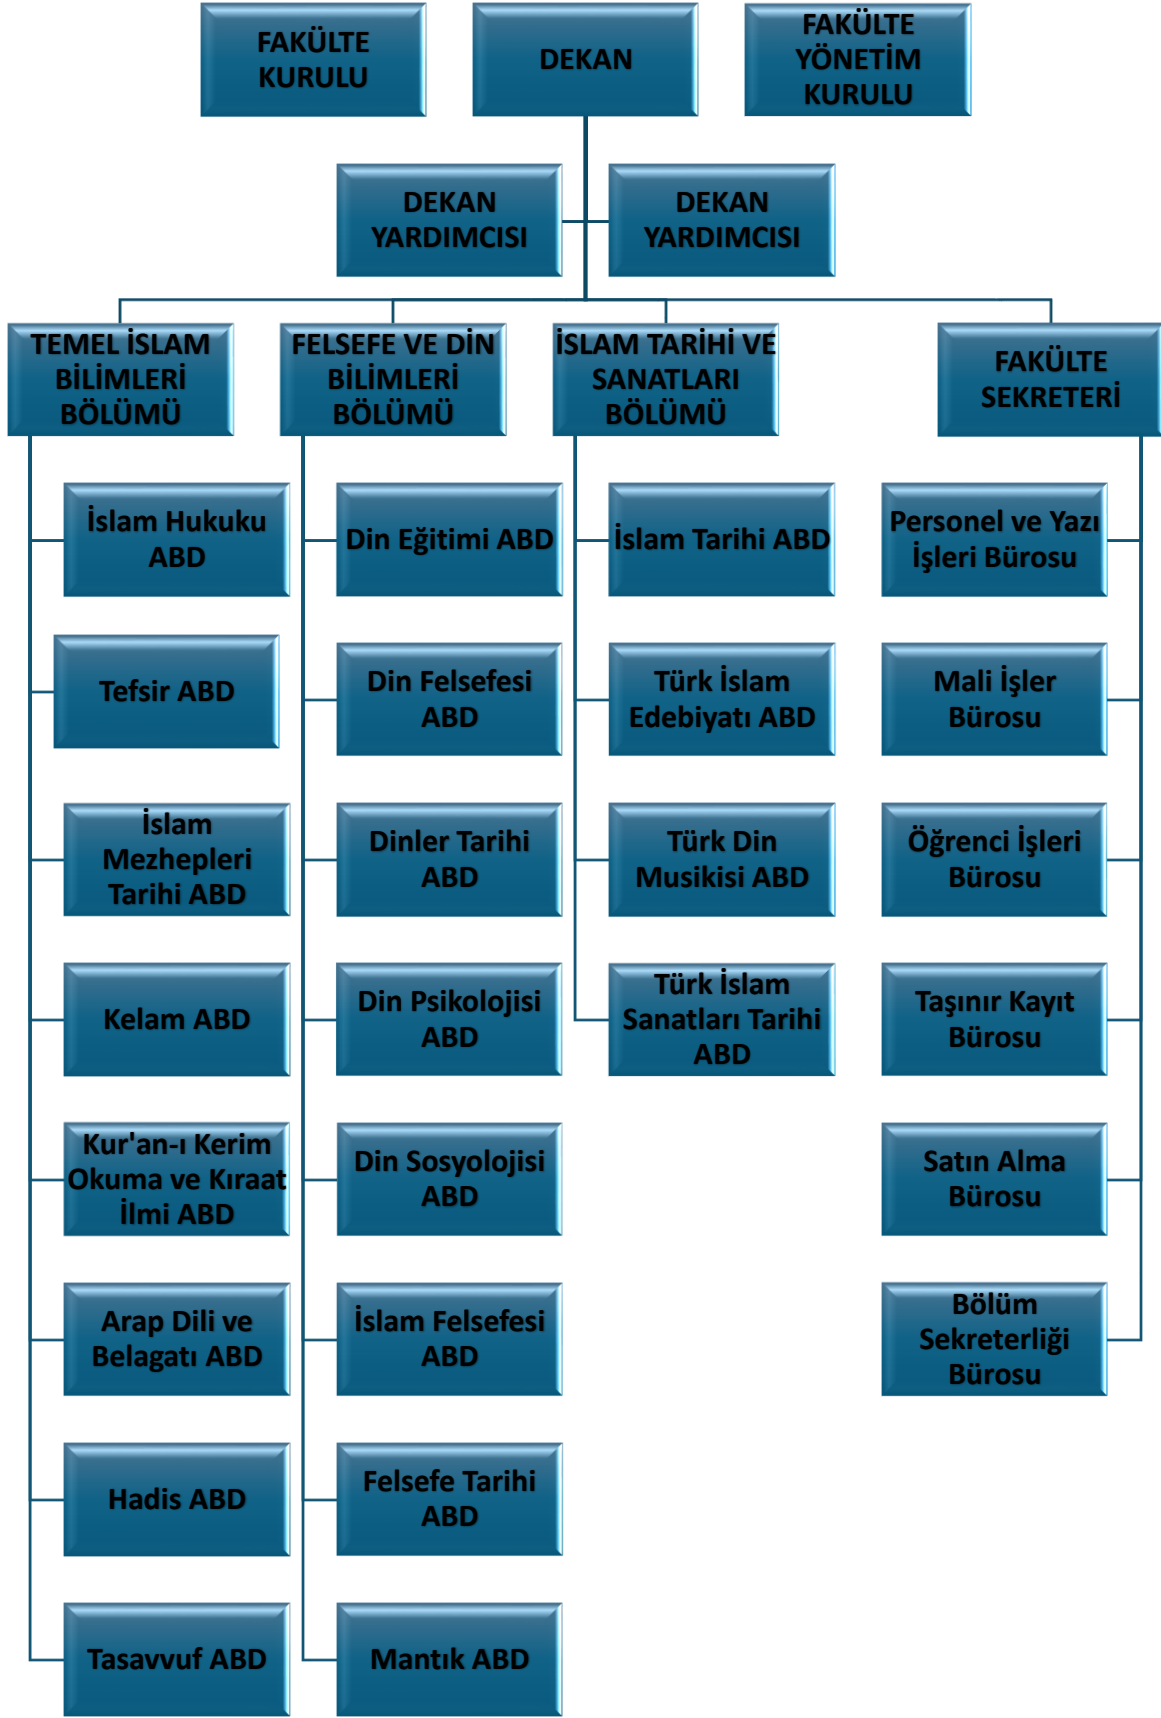 FAKÜLTE
KURULU
DEKAN
FAKÜLTE
YÖNETİM
KURULU
DEKAN
YARDIMCISI
DEKAN
YARDIMCISI
TEMEL İSLAM
BİLİMLERİ
BÖLÜMÜ
FELSEFE VE DİN
BİLİMLERİ
BÖLÜMÜ
İSLAM TARİHİ VE
SANATLARI
BÖLÜMÜ
FAKÜLTE
SEKRETERİ
İslam Hukuku
ABD
Tefsir ABD
İslam
Mezhepleri
Tarihi ABD
Kelam ABD
Kur'an-ı Kerim
Okuma ve Kıraat
İlmi ABD
Arap Dili ve
Belagatı ABD
Hadis ABD
Tasavvuf ABD
Din Eğitimi ABD
Din Felsefesi
ABD
Dinler Tarihi
ABD
Din Psikolojisi
ABD
Din Sosyolojisi
ABD
İslam Felsefesi
ABD
Felsefe Tarihi
ABD
Mantık ABD
İslam Tarihi ABD
Türk İslam
Edebiyatı ABD
Türk Din
Musikisi ABD
Türk İslam
Sanatları Tarihi
ABD
Personel ve Yazı
İşleri Bürosu
Mali İşler
Bürosu
Öğrenci İşleri
Bürosu
Taşınır Kayıt
Bürosu
Satın Alma
Bürosu
Bölüm
Sekreterliği
Bürosu